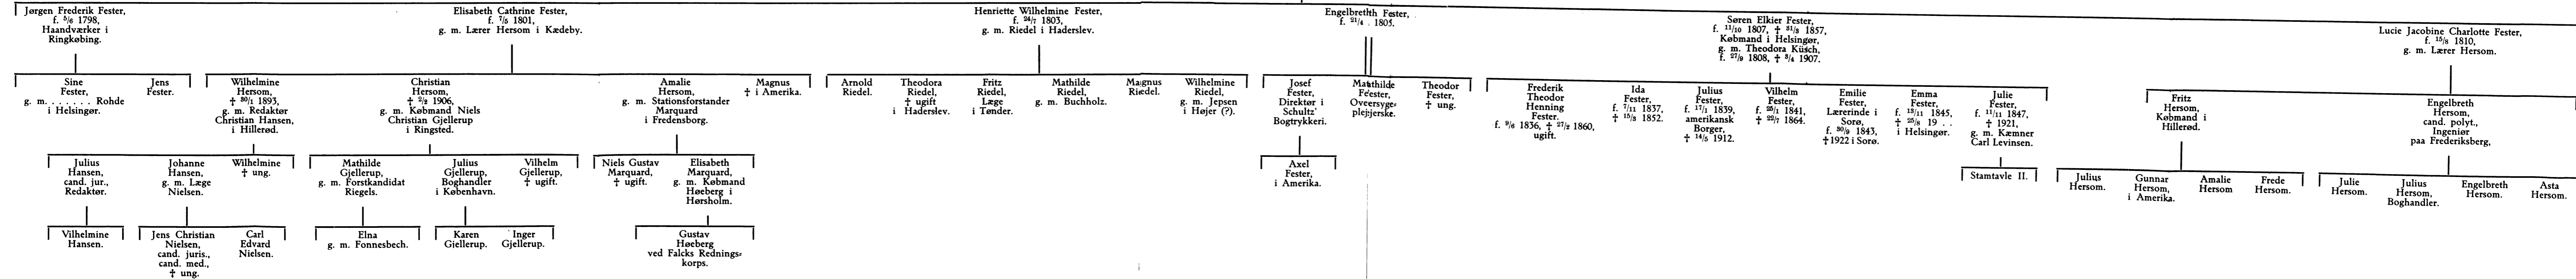 Jørgen Frederik Fester,
f. 5/6 1798,
Haandværker i
Ringkøbing.
Elisabeth Cathrine Fester,
f. 7/5 1801,
g. m. Lærer Hersom i Kædeby.
Henriette Wilhelmine Fester,
f. 24/7 1803,
g. m. Riedel i Haderslev.
Engelbrethh Fester,
f. 21/4 1805.
Søren Elkier Fester,
f. 11/10 1807, † 31/8 1857,
Købmand i Helsingør,
g. m. Theodora Küsch,
f. 27/9 1808, † 3/4 1907.
Lucie Jacobine Charlotte Fester,
f. 15/8 1810,
g. m. Lærer Hersom.
Sine
Fester,
g. m. . . . . . . Rohde
i Helsingør.
Jens
Fester.
Wilhelmine
Hersom,
† 30/1 1893,
g. m. Redaktør
Christian Hansen,
i Hillerød.
Christian
Hersom,
† 2/2 1906,
g. m. Købmand Niels
Christian Gjellerup
i Ringsted.
Amalie
Hersom,
g. m. Stationsforstander
Marquard
i Fredensborg.
Magnus
† i Amerika.
Arnold
Riedel.
Theodora
Riedel,
† ugift
i Haderslev.
Fritz
Riedel,
Læge
i Tønder.
Mathilde
Riedel,
g. m. Buchholz.
Magnus
Riedel.
Wilhelmine
Riedel,
g. m. Jepsen
i Højer (?).
Josef
Fester,
Direktør i
Schultz'
Bogtrykkeri.
Mathilde
Fester,
Oversyge=
plejerske.
Theodor
Fester,
† ung.
Frederik
Theodor
Henning
Fester.
f. 9/6 1836, † 27/2 1860,
ugift.
Ida
Fester,
f. 7/11 1837,
† 15/8 1852.
Julius
Fester,
f. 17/1 1839,
amerikansk
Borger,
† 14/5 1912.
Vilhelm
Fester,
f. 25/1 1841,
† 22/7 1864.
Emilie
Fester,
Lærerinde i
Sorø,
f. 30/9 1843,
† 1922 i Sorø.
Emma
Fester,
f. 13/11 1845,
† 25/8 19 . .
i Helsingør.
Julie
Fester,
f. 11/11 1847,
† 1921,
g. m. Kæmner
Carl Levinsen.
Fritz
Hersom,
Købmand i
Hillerød.
Engelbreth
Hersom,
cand. polyt.,
Ingeniør
paa Frederiksberg,
Julius
Hansen,
cand. jur.,
Redaktør.
Johanne
Hansen,
g. m. Læge
Nielsen.
Wilhelmine
† ung.
Mathilde
Gjellerup,
g. m. Forstkandidat
Riegels.
Julius
Gjellerup,
Boghandler
i København.
Vilhelm
Gjellerup,
† ugift.
Niels Gustav
Marquard,
† ugift.
Elisabeth
Marquard,
g. m. Købmand
Høeberg i
Hørsholm.
Axel
Fester,
i Amerika.
Stamtavle II.
Julius
Hersom.
Gunnar
Hersom,
i Amerika.
Amalie
Hersom
Frede
Hersom.
Julie
Hersom.
Julius
Hersom,
Boghandler.
Engelbreth
Hersom.
Asta
Hersom.
Vilhelmine
Hansen.
Jens Christian
Nielsen,
cand. juris.,
cand. med.,
† ung.
Carl
Edvard
Nielsen.
Elna
g. m. Fonnesbech.
Karen
Giellerup.
Inger
Gjellerup.
Gustav
Høeberg
ved Falcks Rednings=
korps.